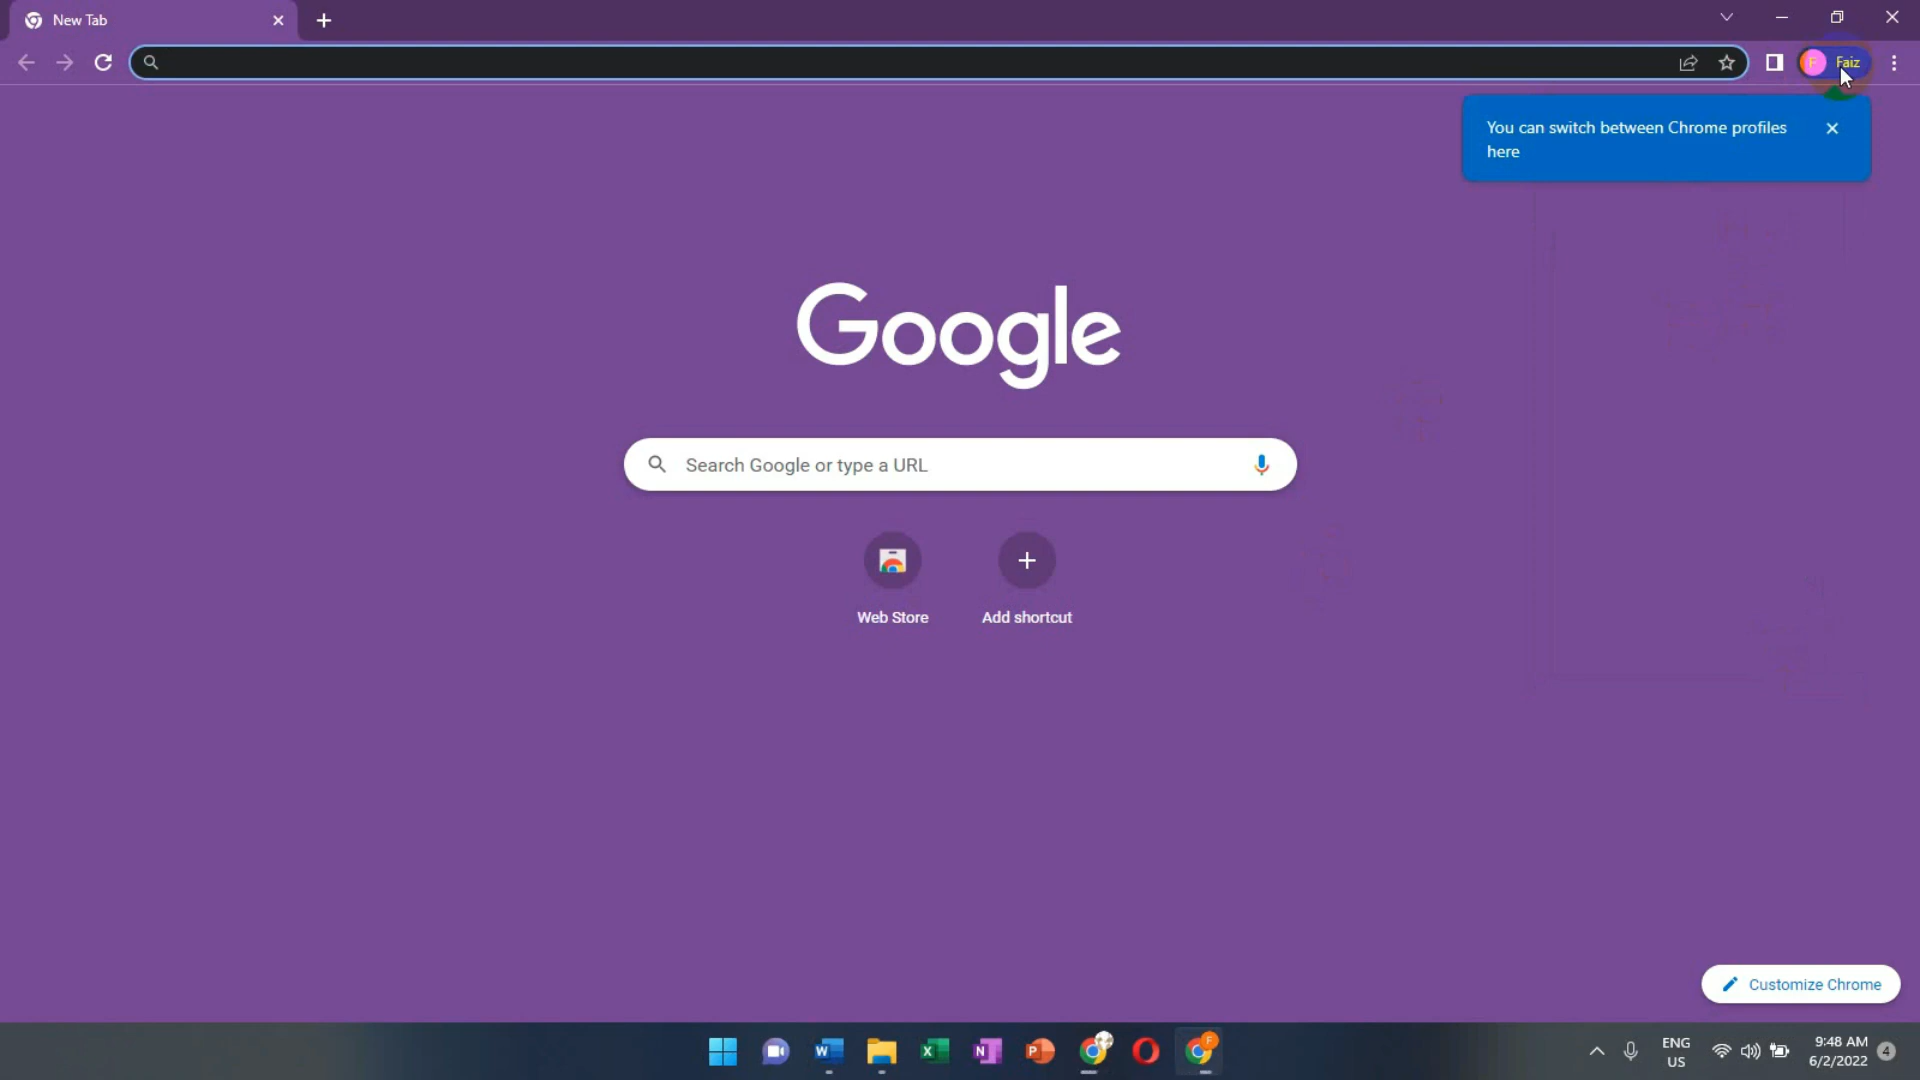 New Tab
Faiz
You can switch between Chrome profiles
here
Google
Search Google or type a URL
Web Store
Add shortcut
Customize Chrome
ENG
US
9:48 AM
6/2/2022
4